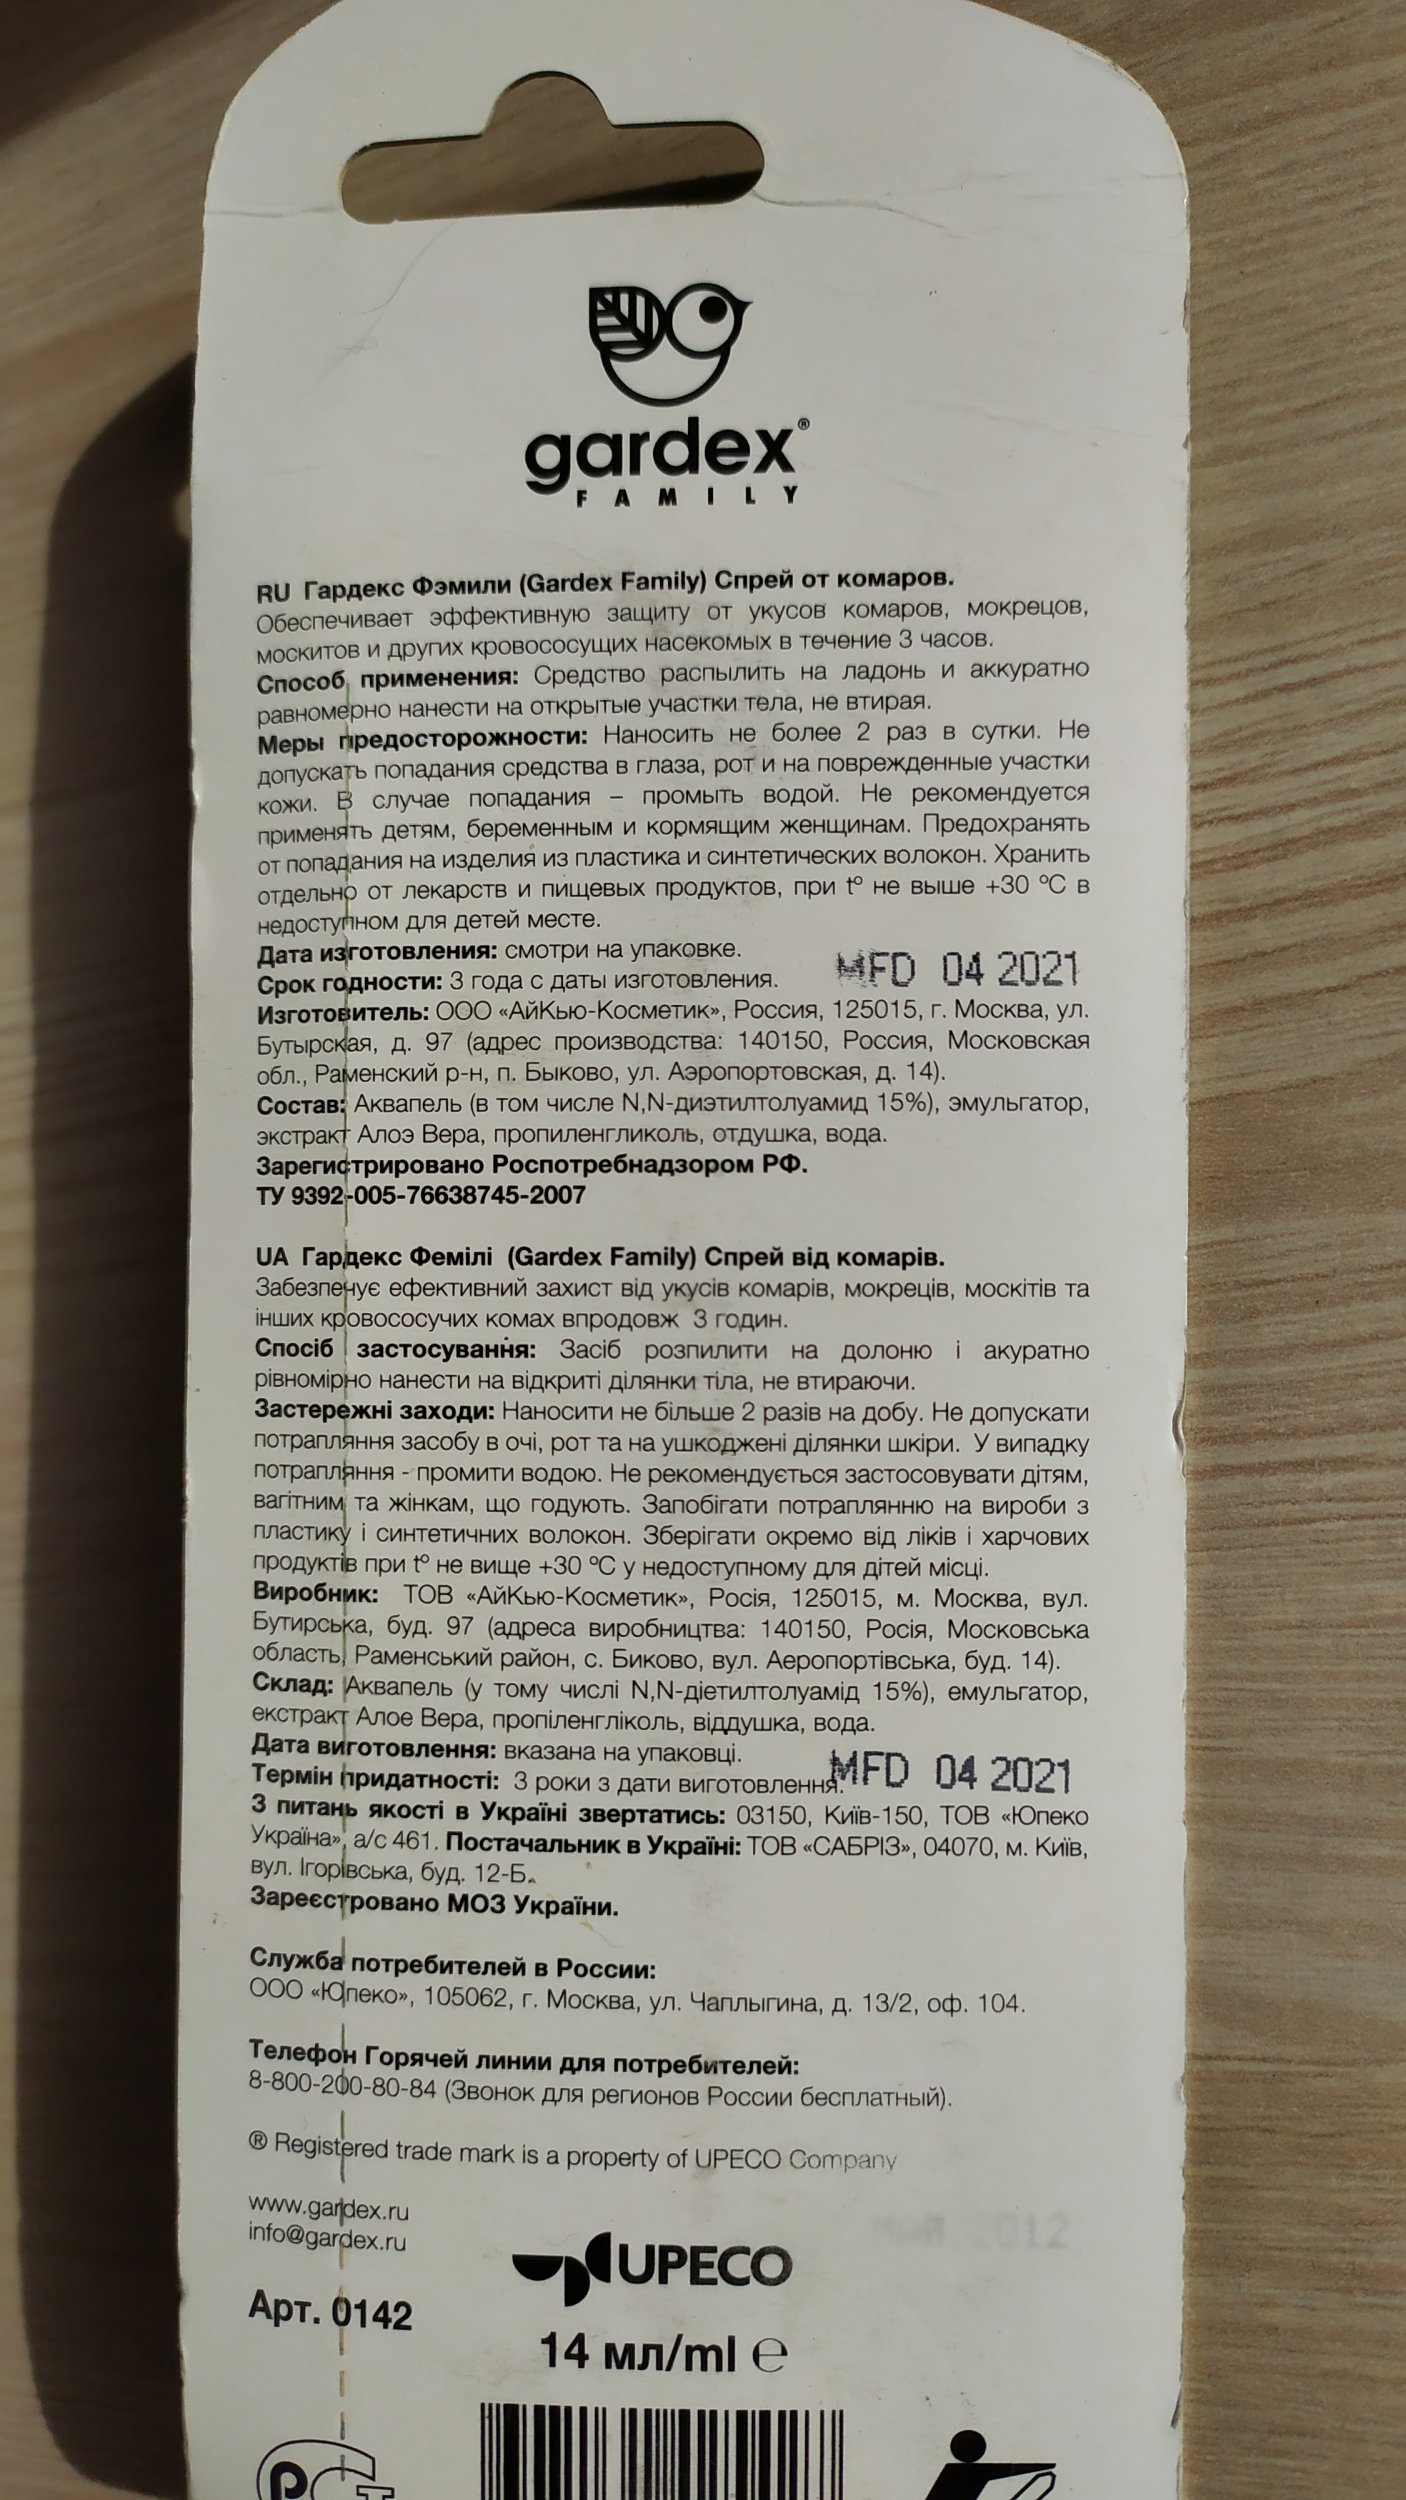 gardex®
FAMILY
RU Гардекс Фэмили (Gardex Family) Спрей от комаров.
Обеспечивает эффективную защиту от укусов комаров, мокрецов,
москитов и других кровососущих насекомых в течение 3 часов.
Способ применения: Средство распылить на ладонь и аккуратно
равномерно нанести на открытые участки тела, не втирая.
Меры предосторожности: Наносить не более 2 раз в сутки. Не
допускать попадания средства в глаза, рот и на поврежденные участки
кожи. В случае попадания – промыть водой. Не рекомендуется
применять детям, беременным и кормящим женщинам. Предохранять
от попадания на изделия из пластика и синтетических волокон. Хранить
отдельно от лекарств и пищевых продуктов, при tº не выше +30 ºС в
недоступном для детей месте.
Дата изготовления: смотри на упаковке.
MFD 04 2021
Срок годности: 3 года с даты изготовления.
Изготовитель: ООО «АйКью-Косметик», Россия, 125015, г. Москва, ул.
Бутырская, д. 97 (адрес производства: 140150, Россия, Московская
обл., Раменский р-н, п. Быково, ул. Аэропортовская, д. 14).
Состав: Аквапель (в том числе N,N-диэтилтолуамид 15%), эмульгатор,
экстракт Алоэ Вера, пропиленгликоль, отдушка, вода.
Зарегистрировано Роспотребнадзором РФ.
ТУ 9392-005-76638745-2007
UA Гардекс Фемілі (Gardex Family) Спрей від комарів.
Забезпечує ефективний захист від укусів комарів, мокреців, москітів та
інших кровососучих комах впродовж 3 годин.
Спосіб застосування: Засіб розпилити на долоню і акуратно
рівномірно нанести на відкриті ділянки тіла, не втираючи.
Застережні заходи: Наносити не більше 2 разів на добу. Не допускати
потрапляння засобу в очі, рот та на ушкоджені ділянки шкіри. У випадку
потрапляння - промити водою. Не рекомендується застосовувати дітям,
вагітним та жінкам, що годують. Запобігати потраплянню на вироби з
пластику і синтетичних волокон. Зберігати окремо від ліків і харчових
продуктів при tº не вище +30 ºС у недоступному для дітей місці.
Виробник: ТОВ «АйКью-Косметик», Росія, 125015, м. Москва, вул.
Бутирська, буд. 97 (адреса виробництва: 140150, Росія, Московська
область, Раменський район, с. Биково, вул. Аеропортівська, буд. 14).
Склад: Аквапель (у тому числі N,N-діетилтолуамід 15%), емульгатор,
екстракт Алое Вера, пропіленгліколь, віддушка, вода.
Дата виготовлення: вказана на упаковці.
MFD 04 2021
Термін придатності: 3 роки з дати виготовлення.
З питань якості в Україні звертатись: 03150, Київ-150, ТОВ «Юпеко
Україна», а/с 461. Постачальник в Україні: ТОВ «САБРІЗ», 04070, м. Київ,
вул. Ігорівська, буд. 12-Б.
Зареєстровано МОЗ України.
Служба потребителей в России:
ООО «Юпеко», 105062, г. Москва, ул. Чаплыгина, д. 13/2, оф. 104.
Телефон Горячей линии для потребителей:
8-800-200-80-84 (Звонок для регионов России бесплатный).
® Registered trade mark is a property of UPECO Company
www.gardex.ru
info@gardex.ru
UPECO
Арт. 0142
14 мл/ml ℮